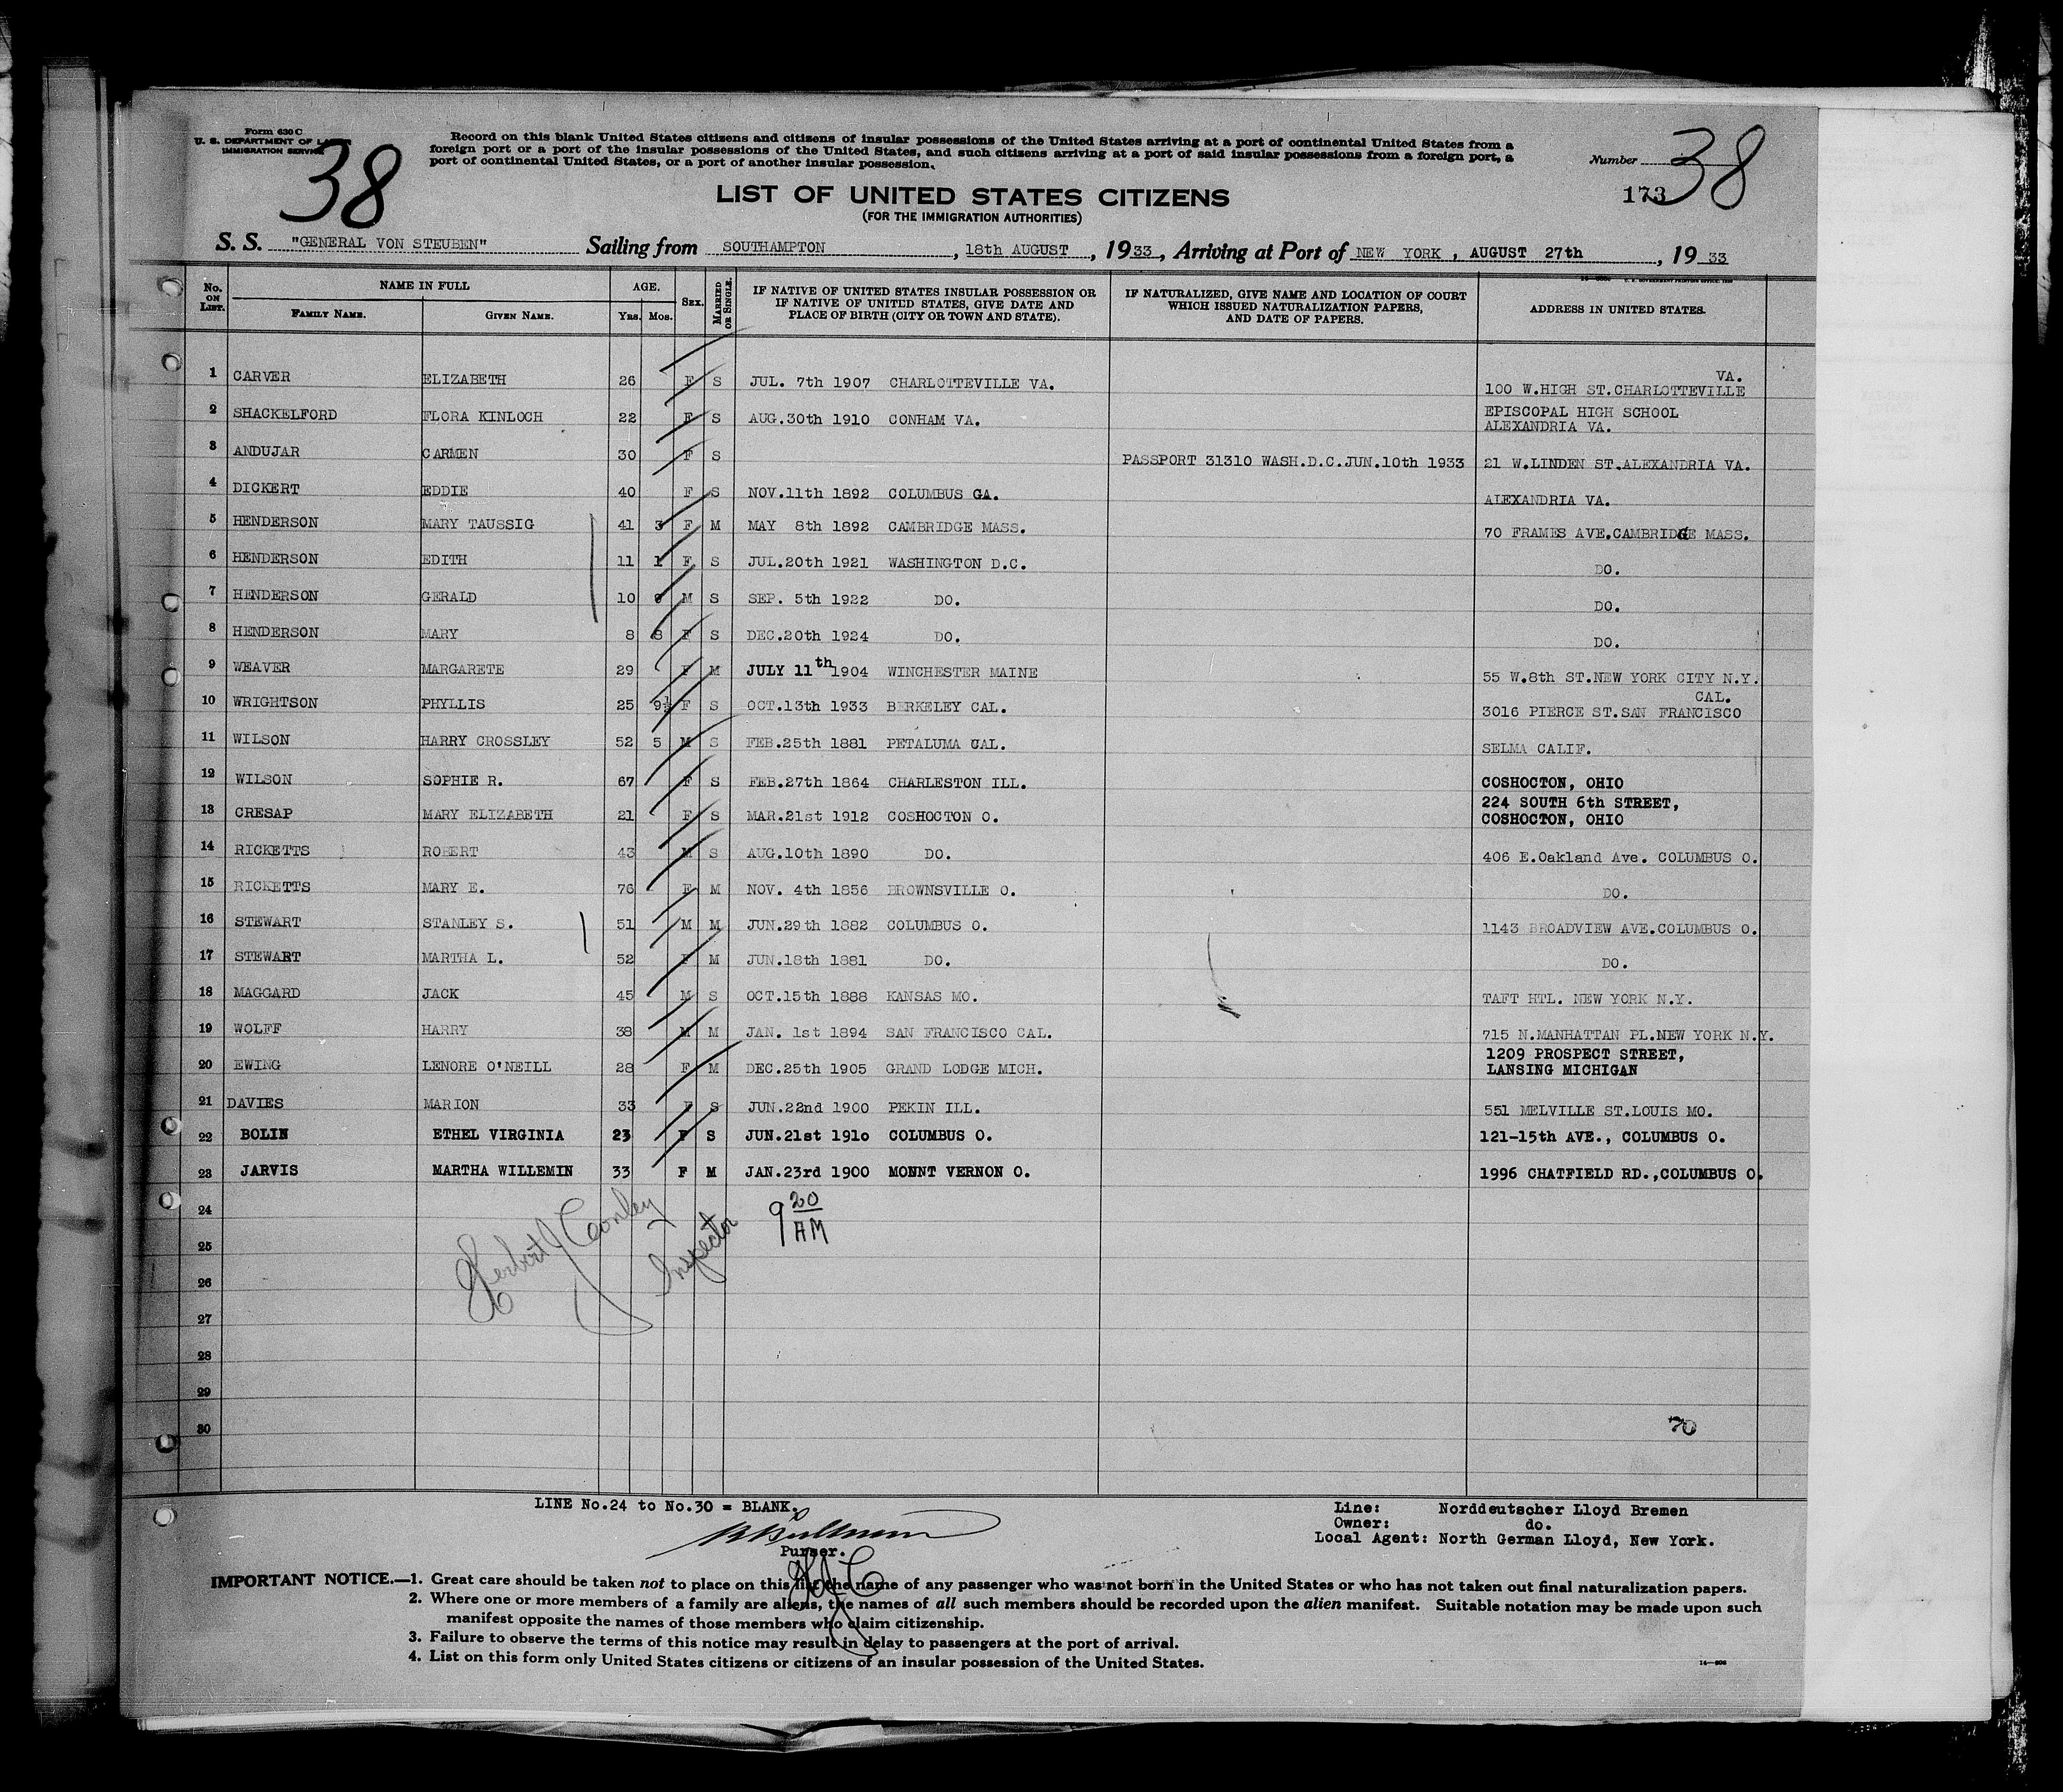 Form 630 C
U. S. DEPARTMENT OF
IMMIGRATION SERVICE
38
Record on this blank United States citizens and citizens of insular possessions of the United States arriving at a port of continental United States from a
foreign port or a port of the insular possessions of the United States, and such citizens arriving at a port of said insular possessions from a foreign port, a
port of continental United States, or a port of another insular possession.
Number 38
173
LIST OF UNITED STATES CITIZENS
(FOR THE IMMIGRATION AUTHORITIES)
S. S. "GENERAL VON STEUBEN" Sailing from SOUTHAMPTON, 18th AUGUST, 1933, Arriving at Port of NEW YORK, AUGUST 27th, 1933
No. ON LIST. NAME IN FULL FAMILY NAME. GIVEN NAME. AGE. YRS. MOS. SEX. MARRIED OR SINGLE. IF NATIVE OF UNITED STATES INSULAR POSSESSION OR IF NATIVE OF UNITED STATES, GIVE DATE AND PLACE OF BIRTH (CITY OR TOWN AND STATE). IF NATURALIZED, GIVE NAME AND LOCATION OF COURT WHICH ISSUED NATURALIZATION PAPERS, AND DATE OF PAPERS. ADDRESS IN UNITED STATES.
1 CARVER ELIZABETH 26 F S JUL. 7th 1907 CHARLOTTEVILLE VA. 100 W.HIGH ST.CHARLOTTEVILLE VA.
2 SHACKELFORD FLORA KINLOCH 22 F S AUG.30th 1910 CONHAM VA. EPISCOPAL HIGH SCHOOL ALEXANDRIA VA.
3 ANDUJAR CARMEN 30 F S PASSPORT 31310 WASH.D.C.JUN.10th 1933 21 W.LINDEN ST.ALEXANDRIA VA.
4 DICKERT EDDIE 40 F S NOV.11th 1892 COLUMBUS GA. ALEXANDRIA VA.
5 HENDERSON MARY TAUSSIG 41 3 F M MAY 8th 1892 CAMBRIDGE MASS. 70 FRAMES AVE.CAMBRIDGE MASS.
6 HENDERSON EDITH 11 1 F S JUL.20th 1921 WASHINGTON D.C. DO.
7 HENDERSON GERALD 10 M S SEP. 5th 1922 DO. DO.
8 HENDERSON MARY 8 8 F S DEC.20th 1924 DO. DO.
9 WEAVER MARGARETE 29 F M JULY 11th 1904 WINCHESTER MAINE 55 W.8th ST.NEW YORK CITY N.Y.
10 WRIGHTSON PHYLLIS 25 9½ F S OCT.13th 1933 BERKELEY CAL. 3016 PIERCE ST.SAN FRANCISCO CAL.
11 WILSON HARRY CROSSLEY 52 5 M S FEB.25th 1881 PETALUMA CAL. SELMA CALIF.
12 WILSON SOPHIE R. 67 F S FEB.27th 1864 CHARLESTON ILL. COSHOCTON, OHIO
13 CRESAP MARY ELIZABETH 21 F S MAR.21st 1912 COSHOCTON O. 224 SOUTH 6th STREET, COSHOCTON, OHIO
14 RICKETTS ROBERT 43 M S AUG.10th 1890 DO. 406 E.Oakland Ave. COLUMBUS O.
15 RICKETTS MARY E. 76 F M NOV. 4th 1856 BROWNSVILLE O. DO.
16 STEWART STANLEY S. 51 M M JUN.29th 1882 COLUMBUS O. 1143 BROADVIEW AVE.COLUMBUS O.
17 STEWART MARTHA L. 52 F M JUN.18th 1881 DO. DO.
18 MAGGARD JACK 45 M S OCT.15th 1888 KANSAS MO. TAFT HTL. NEW YORK N.Y.
19 WOLFF HARRY 38 M M JAN. 1st 1894 SAN FRANCISCO CAL. 715 N.MANHATTAN PL.NEW YORK N.Y.
20 EWING LENORE O'NEILL 28 F M DEC.25th 1905 GRAND LODGE MICH. 1209 PROSPECT STREET, LANSING MICHIGAN
21 DAVIES MARION 33 F S JUN.22nd 1900 PEKIN ILL. 551 MELVILLE ST.LOUIS MO.
22 BOLIN ETHEL VIRGINIA 23 F S JUN.21st 191o COLUMBUS O. 121-15th AVE., COLUMBUS O.
23 JARVIS MARTHA WILLEMIN 33 F M JAN.23rd 1900 MONNT VERNON O. 1996 CHATFIELD RD.,COLUMBUS O.
24
25
26
27
28
29
30
Herbert J Conley Inspector 9 20 AM
70
LINE No.24 to No.30 = BLANK.
Purser.
Line: Norddeutscher Lloyd Bremen
Owner: do.
Local Agent: North German Lloyd, New York.
HJC
IMPORTANT NOTICE.—1. Great care should be taken not to place on this list the name of any passenger who was not born in the United States or who has not taken out final naturalization papers.
2. Where one or more members of a family are aliens, the names of all such members should be recorded upon the alien manifest. Suitable notation may be made upon such
manifest opposite the names of those members who claim citizenship.
3. Failure to observe the terms of this notice may result in delay to passengers at the port of arrival.
4. List on this form only United States citizens or citizens of an insular possession of the United States.